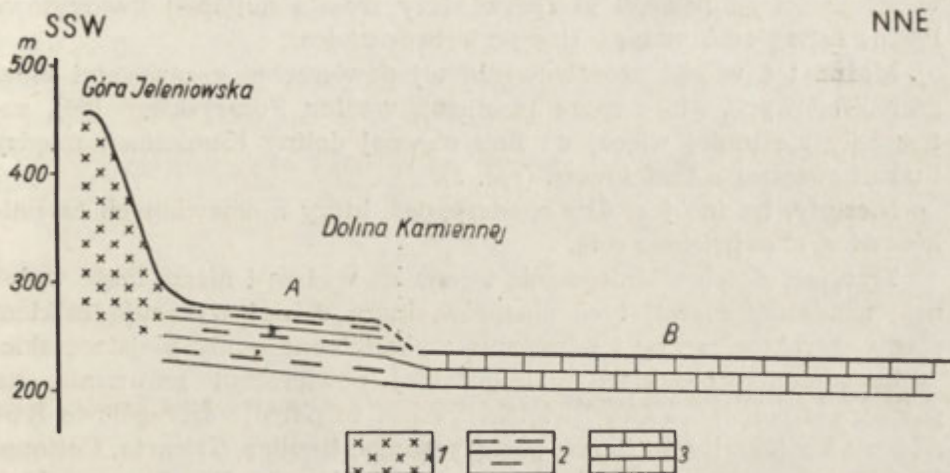 SSW
NNE
m
500
Góra Jeleniowska
400
Dolina Kamiennej
300
A
B
200
1
2
3